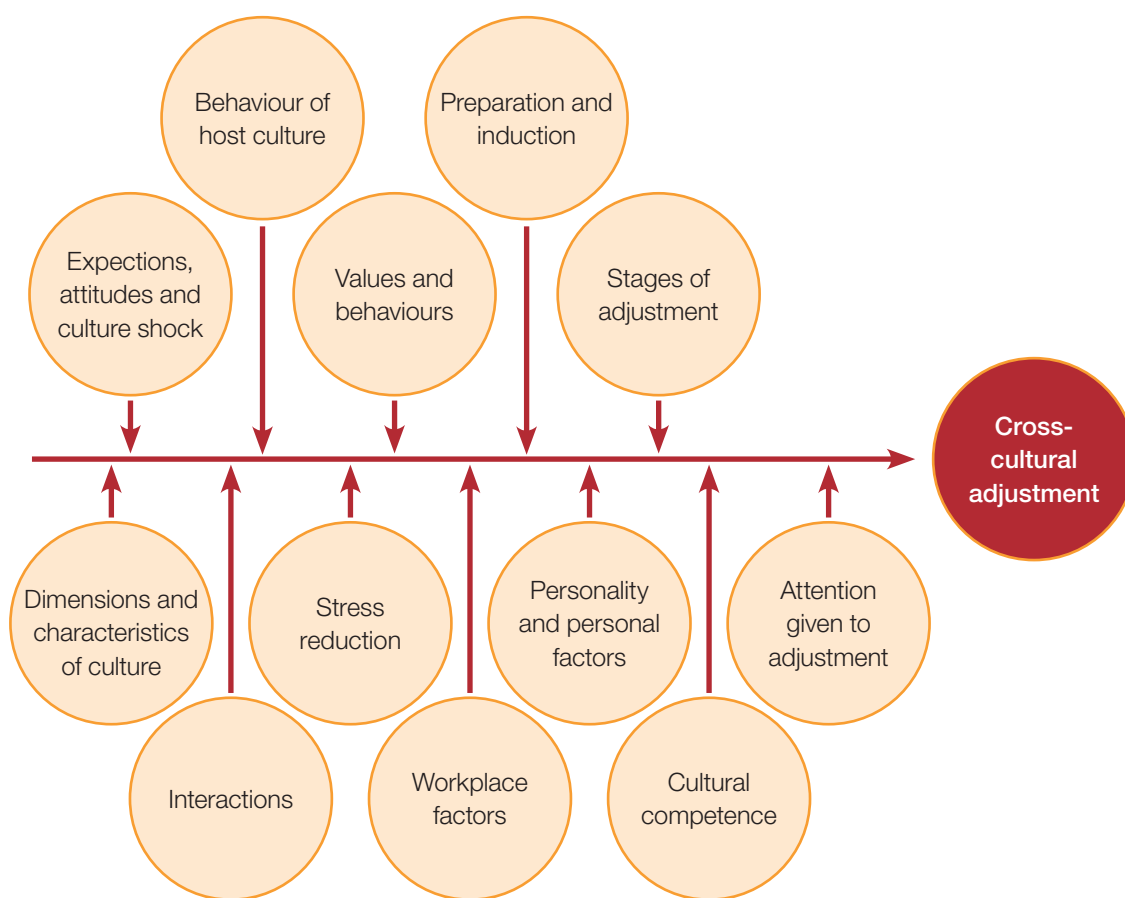 Behaviour of
host culture
Preparation and
induction
Expections,
attitudes and
culture shock
Values and
behaviours
Stages of
adjustment
Cross-
cultural
adjustment
Dimensions and
characteristics
of culture
Stress
reduction
Personality
and personal
factors
Attention
given to
adjustment
Interactions
Workplace
factors
Cultural
competence